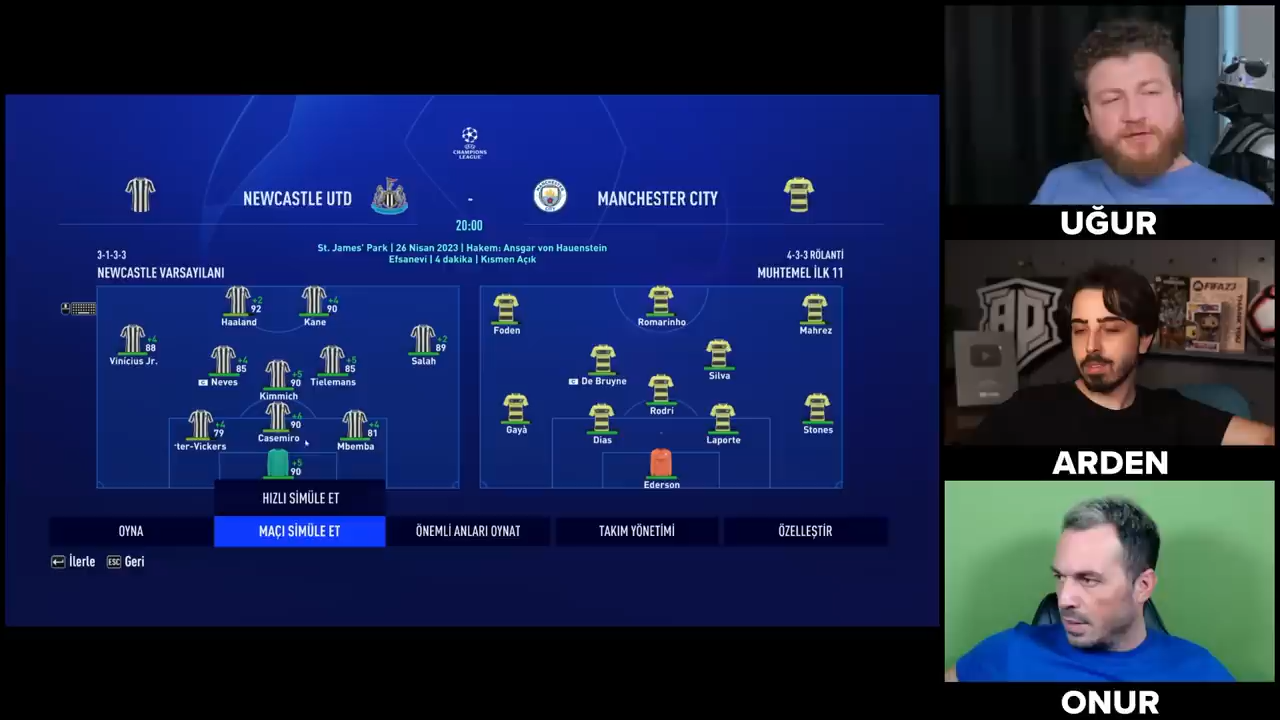 CHAMPIONS
LEAGUE
NEWCASTLE UTD
-
MANCHESTER CITY
20:00
St. James' Park | 26 Nisan 2023 | Hakem: Ansgar von Hauenstein
Efsanevi | 4 dakika | Kısmen Açık
3-1-3-3
NEWCASTLE VARSAYILANI
4-3-3 RÖLANTİ
MUHTEMEL İLK 11
+2
92
Haaland
+4
90
Kane
+4
88
Vinícius Jr.
+2
89
Salah
+4
85
C Neves
+5
90
Kimmich
+5
85
Tielemans
+4
79
ter-Vickers
+6
90
Casemiro
+4
81
Mbemba
+5
90
Foden
Romarinho
Mahrez
C De Bruyne
Silva
Rodri
Gayà
Dias
Laporte
Stones
Ederson
HIZLI SİMÜLE ET
OYNA
MAÇI SİMÜLE ET
ÖNEMLİ ANLARI OYNAT
TAKIM YÖNETİMİ
ÖZELLEŞTİR
İlerle
ESC Geri
UĞUR
FIFA23
THANK YOU
ARDEN
ONUR